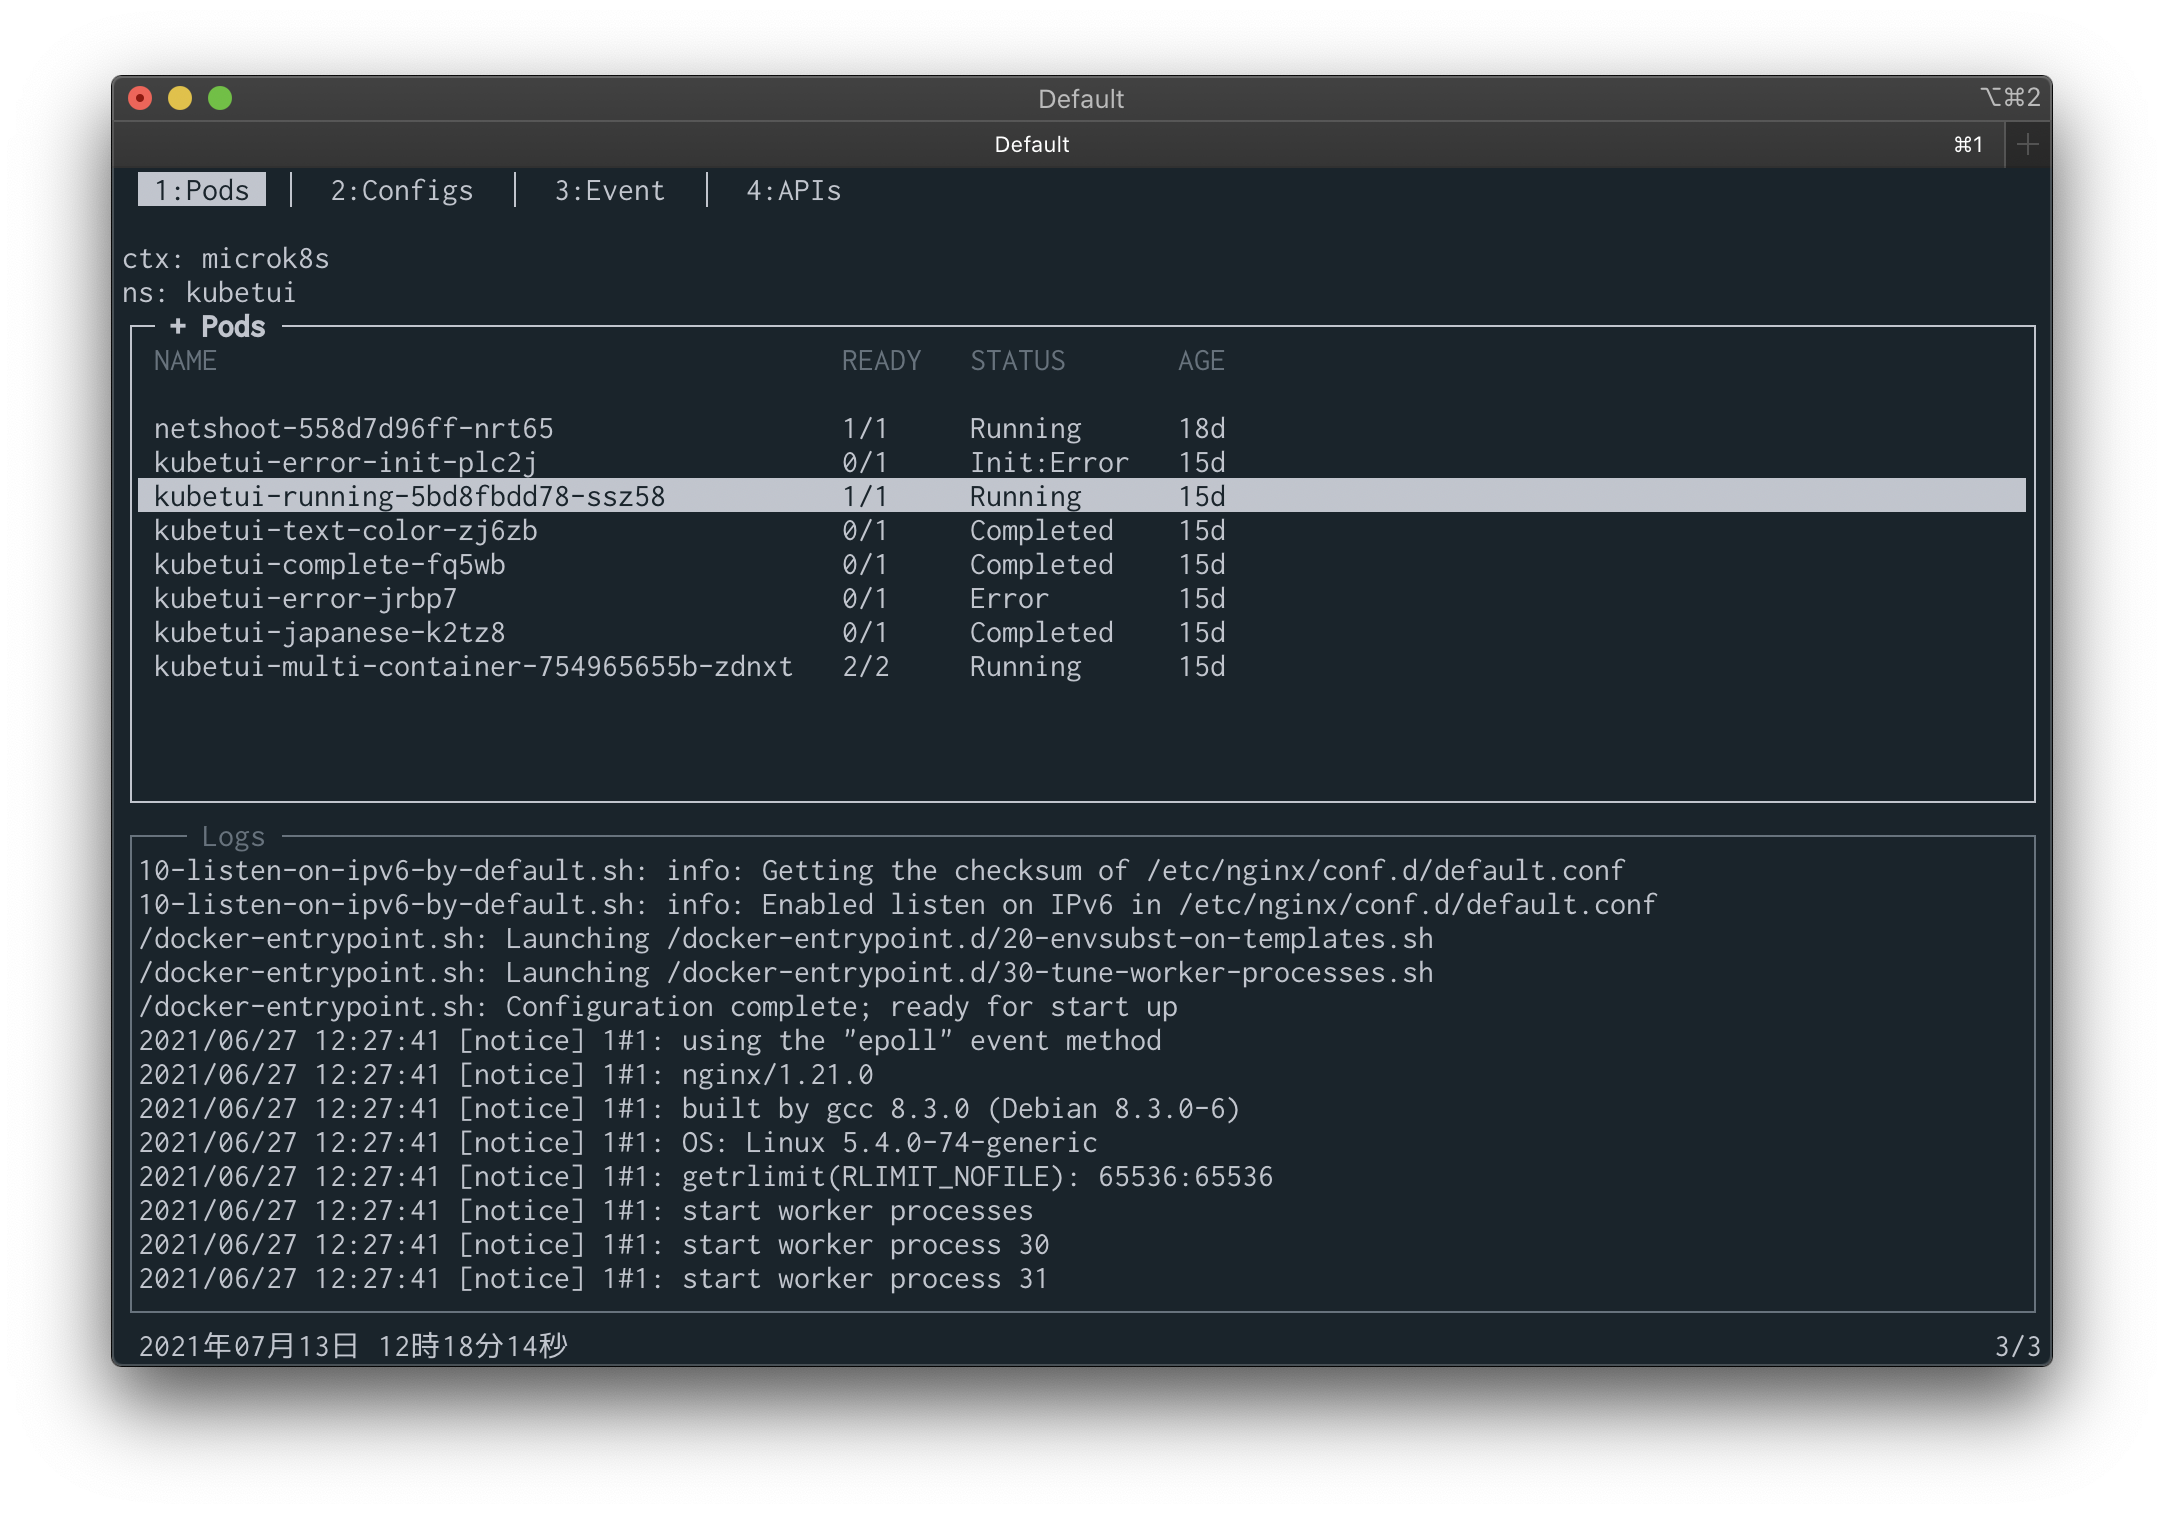 Default ⌥⌘2
Default ⌘1 +
1:Pods │ 2:Configs │ 3:Event │ 4:APIs
ctx: microk8s
ns: kubetui
+ Pods
NAME READY STATUS AGE
netshoot-558d7d96ff-nrt65 1/1 Running 18d
kubetui-error-init-plc2j 0/1 Init:Error 15d
kubetui-running-5bd8fbdd78-ssz58 1/1 Running 15d
kubetui-text-color-zj6zb 0/1 Completed 15d
kubetui-complete-fq5wb 0/1 Completed 15d
kubetui-error-jrbp7 0/1 Error 15d
kubetui-japanese-k2tz8 0/1 Completed 15d
kubetui-multi-container-754965655b-zdnxt 2/2 Running 15d
Logs
10-listen-on-ipv6-by-default.sh: info: Getting the checksum of /etc/nginx/conf.d/default.conf
10-listen-on-ipv6-by-default.sh: info: Enabled listen on IPv6 in /etc/nginx/conf.d/default.conf
/docker-entrypoint.sh: Launching /docker-entrypoint.d/20-envsubst-on-templates.sh
/docker-entrypoint.sh: Launching /docker-entrypoint.d/30-tune-worker-processes.sh
/docker-entrypoint.sh: Configuration complete; ready for start up
2021/06/27 12:27:41 [notice] 1#1: using the "epoll" event method
2021/06/27 12:27:41 [notice] 1#1: nginx/1.21.0
2021/06/27 12:27:41 [notice] 1#1: built by gcc 8.3.0 (Debian 8.3.0-6)
2021/06/27 12:27:41 [notice] 1#1: OS: Linux 5.4.0-74-generic
2021/06/27 12:27:41 [notice] 1#1: getrlimit(RLIMIT_NOFILE): 65536:65536
2021/06/27 12:27:41 [notice] 1#1: start worker processes
2021/06/27 12:27:41 [notice] 1#1: start worker process 30
2021/06/27 12:27:41 [notice] 1#1: start worker process 31
2021年07月13日 12時18分14秒 3/3